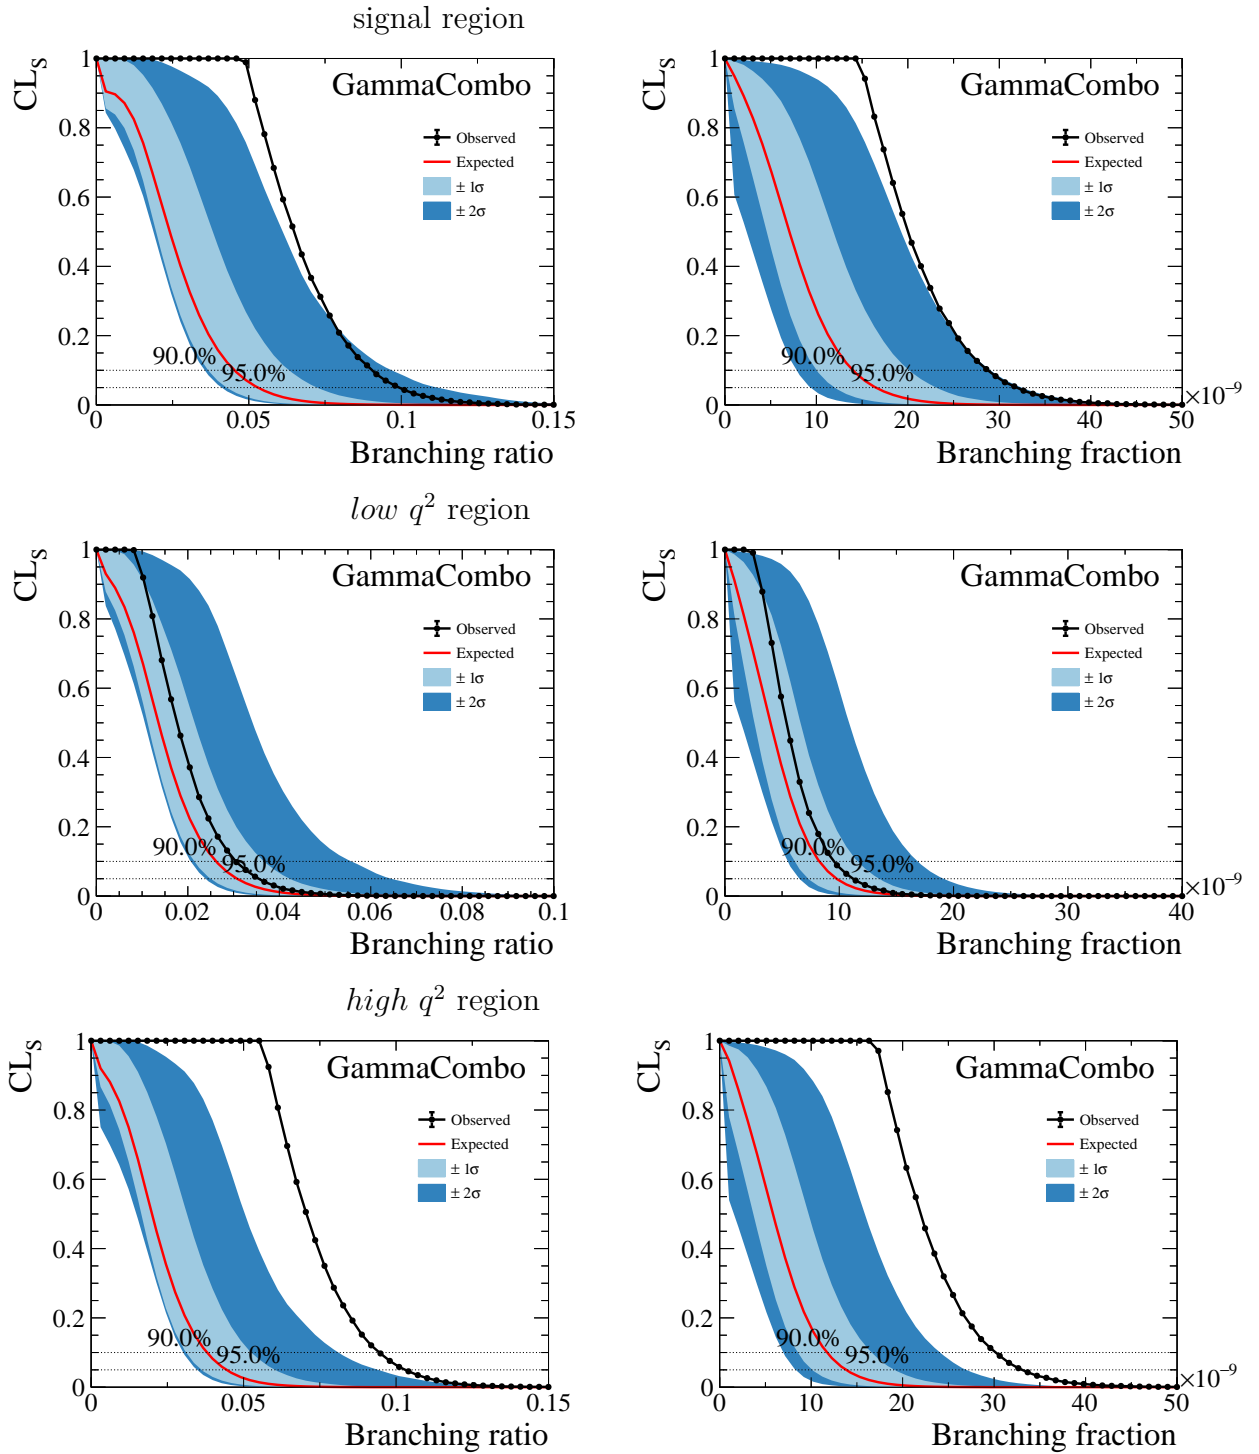 signal region
CL_S
1
0.8
0.6
0.4
0.2
0
GammaCombo
Observed
Expected
± 1σ
± 2σ
90.0%
95.0%
0 0.05 0.1 0.15
Branching ratio
CL_S
1
0.8
0.6
0.4
0.2
0
GammaCombo
Observed
Expected
± 1σ
± 2σ
90.0%
95.0%
×10⁻⁹
0 10 20 30 40 50
Branching fraction
low q² region
CL_S
1
0.8
0.6
0.4
0.2
0
GammaCombo
Observed
Expected
± 1σ
± 2σ
90.0%
95.0%
0 0.02 0.04 0.06 0.08 0.1
Branching ratio
CL_S
1
0.8
0.6
0.4
0.2
0
GammaCombo
Observed
Expected
± 1σ
± 2σ
90.0%
95.0%
×10⁻⁹
0 10 20 30 40
Branching fraction
high q² region
CL_S
1
0.8
0.6
0.4
0.2
0
GammaCombo
Observed
Expected
± 1σ
± 2σ
90.0%
95.0%
0 0.05 0.1 0.15
Branching ratio
CL_S
1
0.8
0.6
0.4
0.2
0
GammaCombo
Observed
Expected
± 1σ
± 2σ
90.0%
95.0%
×10⁻⁹
0 10 20 30 40 50
Branching fraction